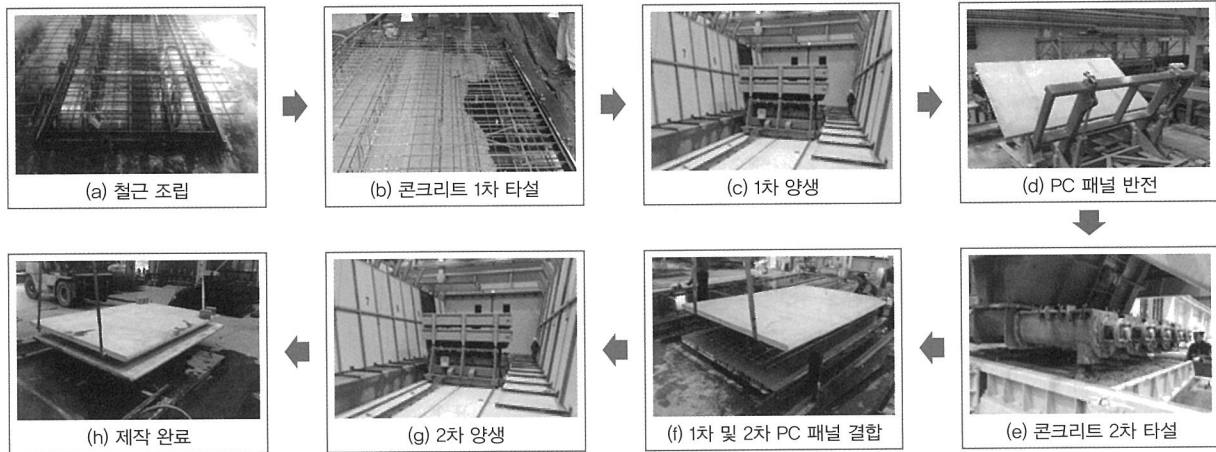 (a) 철근 조립
(b) 콘크리트 1차 타설
(c) 1차 양생
(d) PC 패널 반전
(e) 콘크리트 2차 타설
(f) 1차 및 2차 PC 패널 결합
(g) 2차 양생
(h) 제작 완료